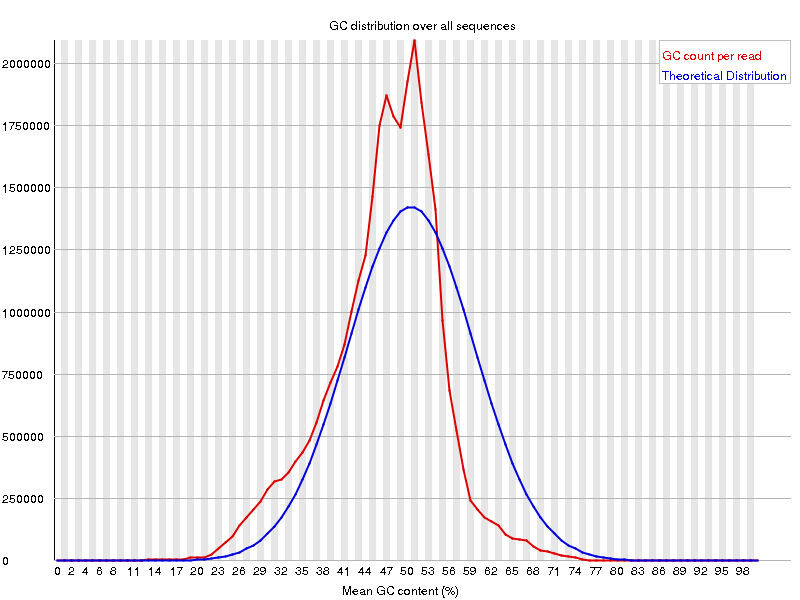 GC distribution over all sequences
GC count per read
Theoretical Distribution
2000000
1750000
1500000
1250000
1000000
750000
500000
250000
0
0 2 4 6 8 11 14 17 20 23 26 29 32 35 38 41 44 47 50 53 56 59 62 65 68 71 74 77 80 83 86 89 92 95 98
Mean GC content (%)